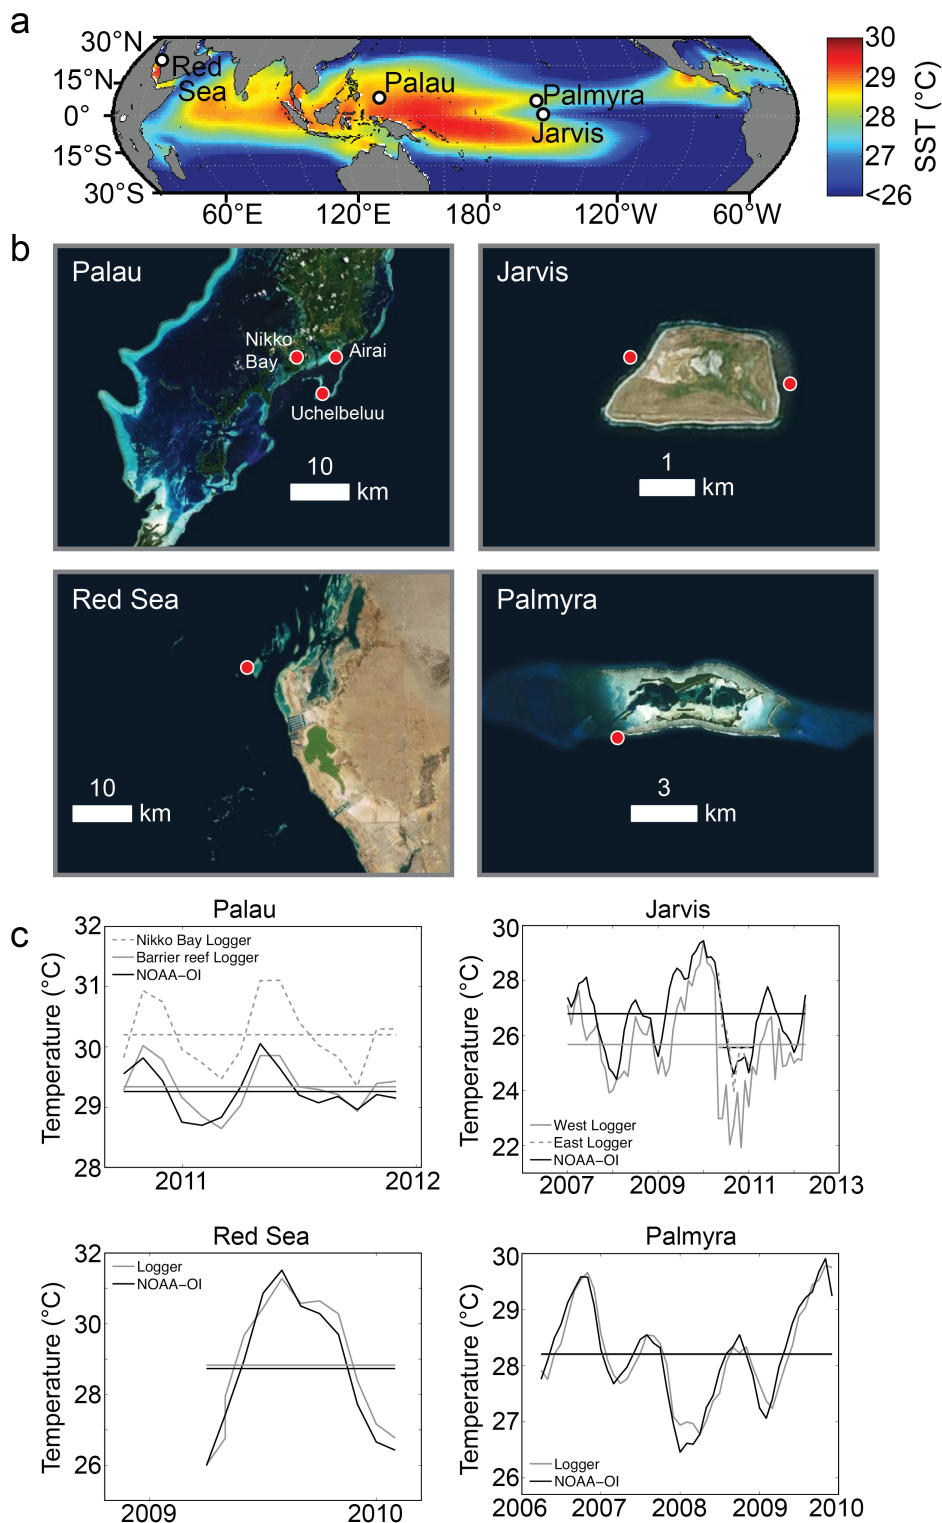 a
30°N
15°N
0°
15°S
30°S
Red
Sea
Palau
Palmyra
Jarvis
60°E
120°E
180°
120°W
60°W
30
29
28
27
<26
SST (°C)
b
Palau
Nikko
Bay
Airai
Uchelbeluu
10
km
Jarvis
1
km
Red Sea
10
km
Palmyra
3
km
c
Palau
Temperature (°C)
32
31
30
29
28
Nikko Bay Logger
Barrier reef Logger
NOAA−OI
2011
2012
Jarvis
Temperature (°C)
30
28
26
24
22
West Logger
East Logger
NOAA−OI
2007
2009
2011
2013
Red Sea
Temperature (°C)
32
30
28
26
Logger
NOAA−OI
2009
2010
Palmyra
Temperature (°C)
30
29
28
27
26
Logger
NOAA−OI
2006
2007
2008
2009
2010